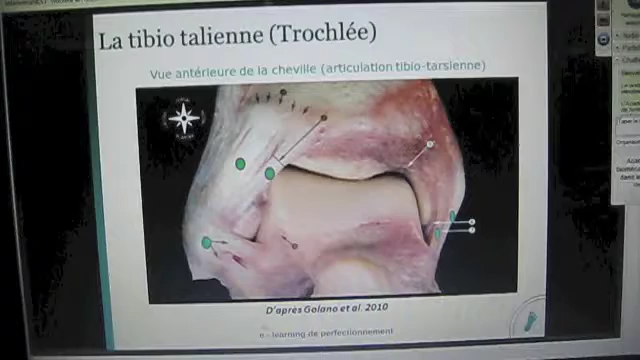 La tibio talienne (Trochlée)
Vue antérieure de la cheville (articulation tibio-tarsienne)
D'après Golano et al. 2010
e - learning de perfectionnement